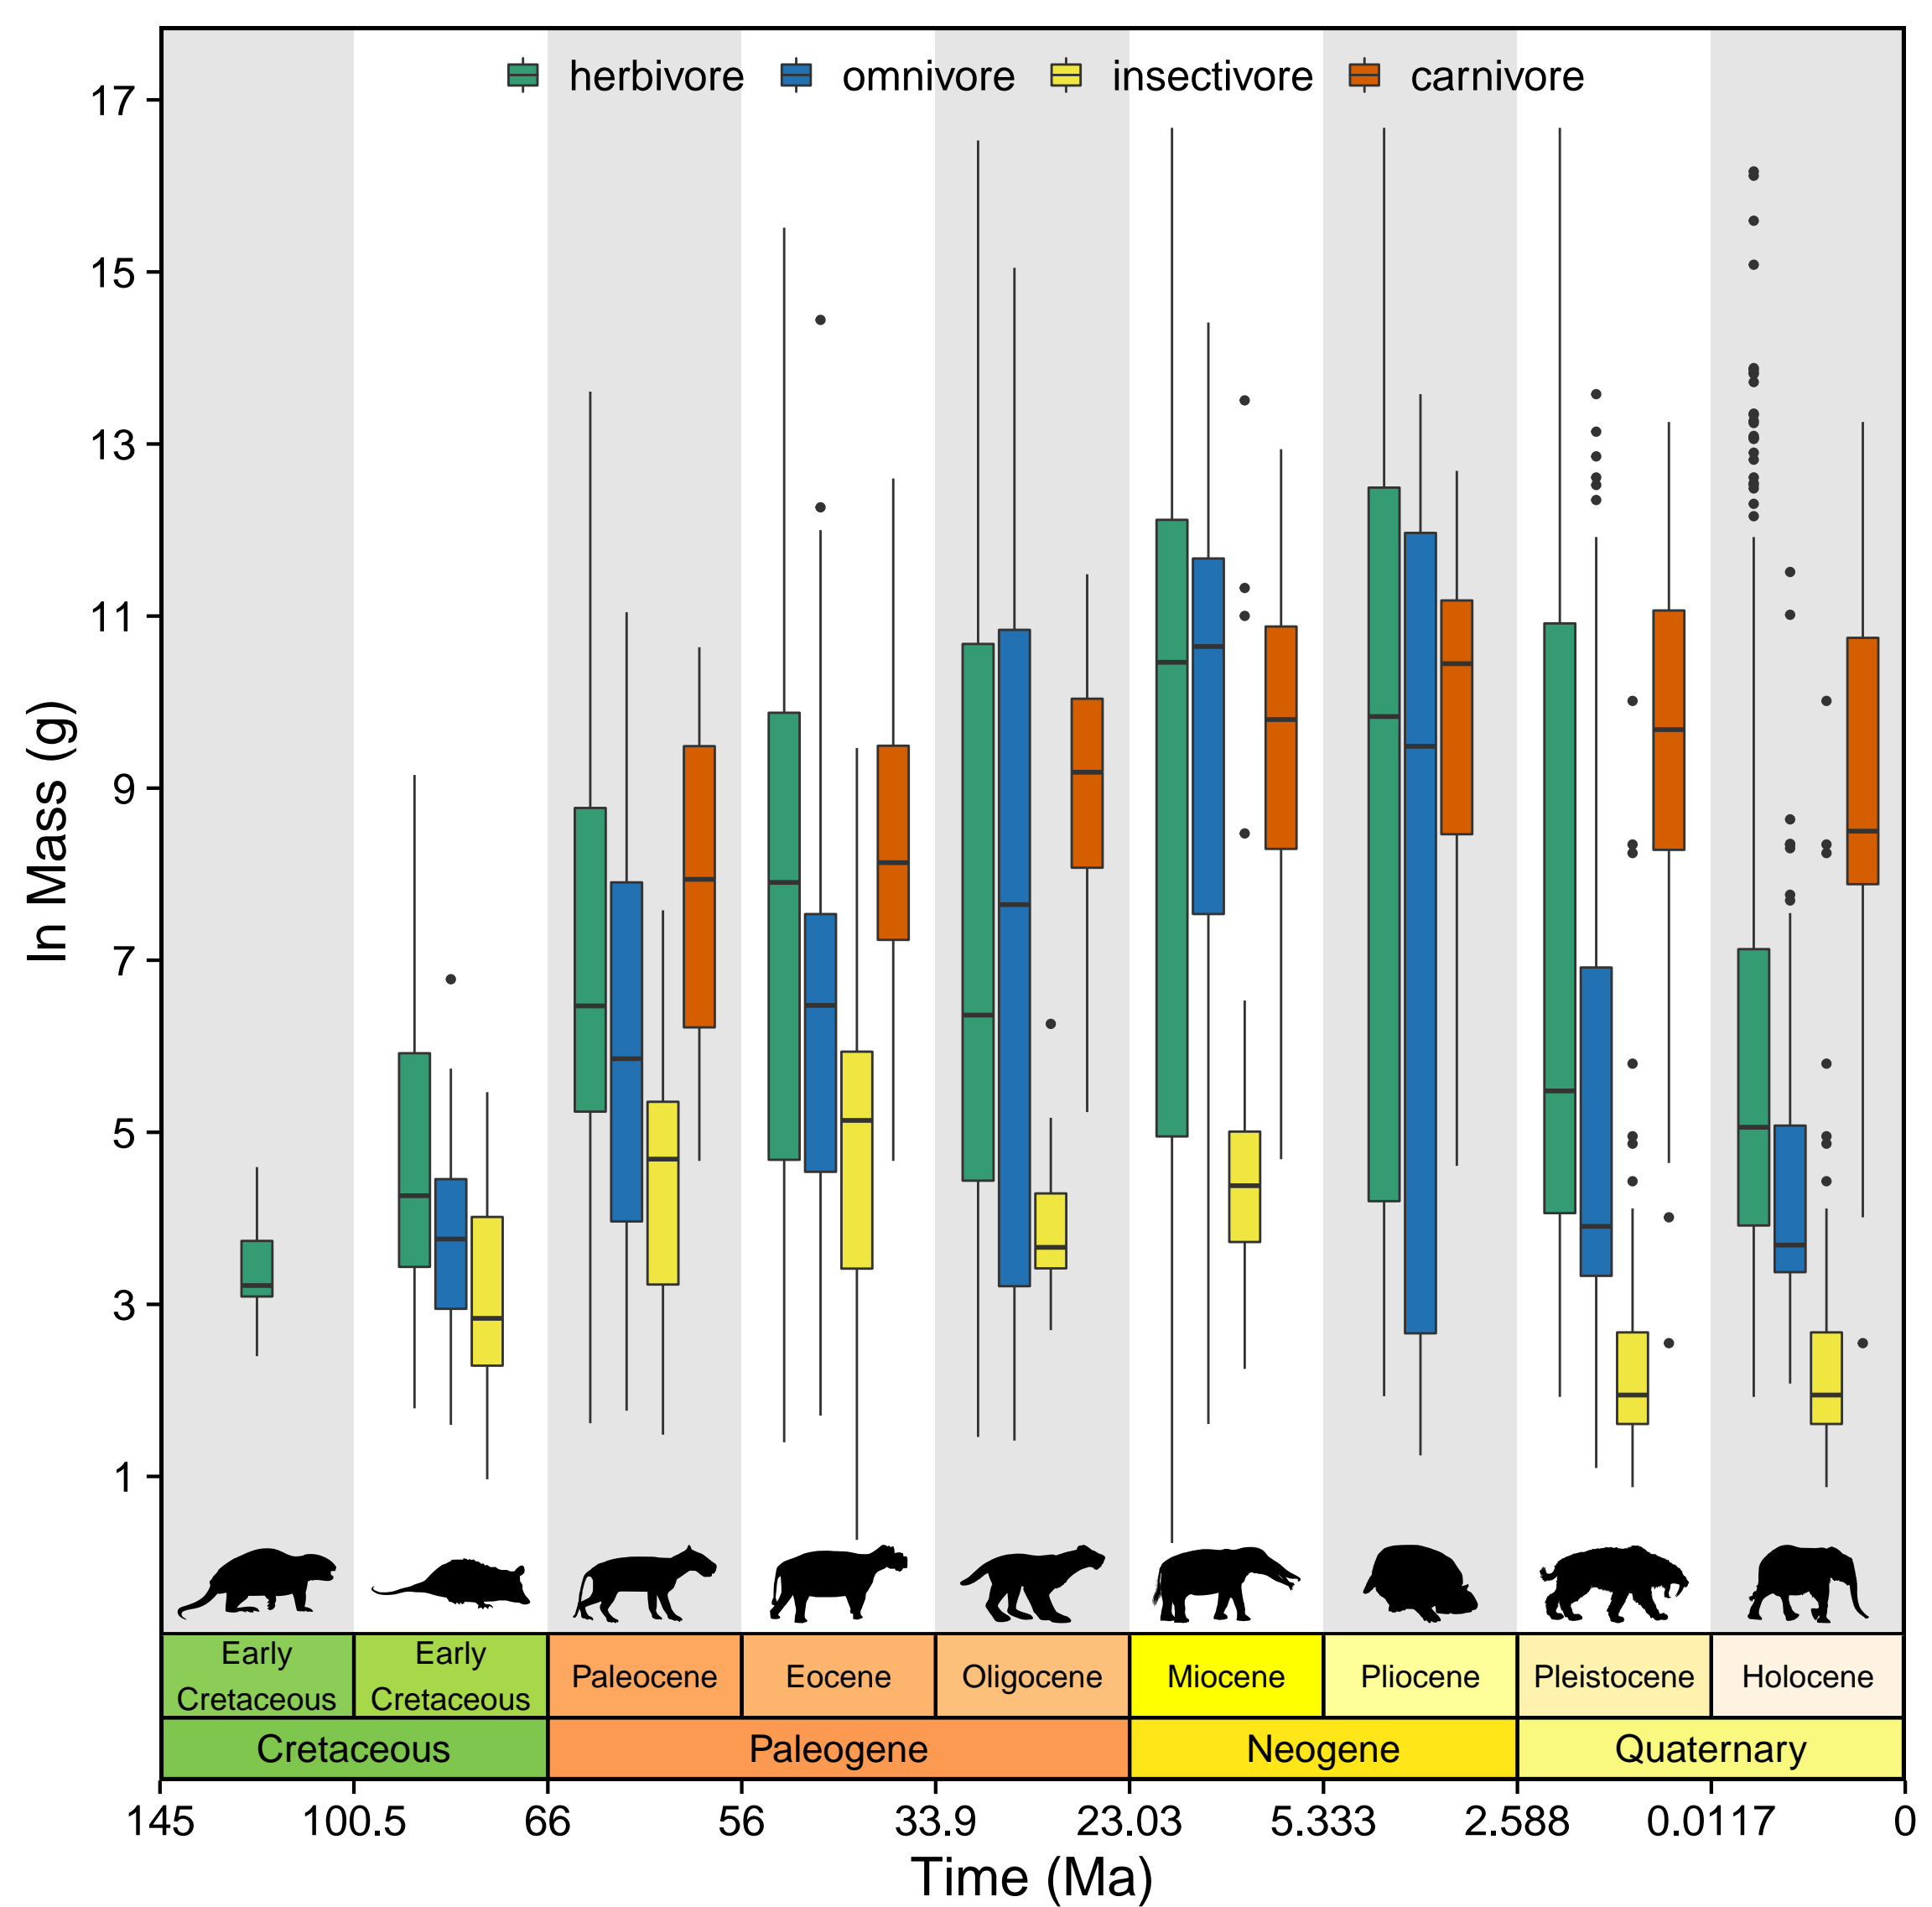 herbivore omnivore insectivore carnivore
17
15
13
11
9
7
5
3
1
ln Mass (g)
Early Cretaceous
Early Cretaceous
Paleocene
Eocene
Oligocene
Miocene
Pliocene
Pleistocene
Holocene
Cretaceous
Paleogene
Neogene
Quaternary
145 100.5 66 56 33.9 23.03 5.333 2.588 0.0117 0
Time (Ma)